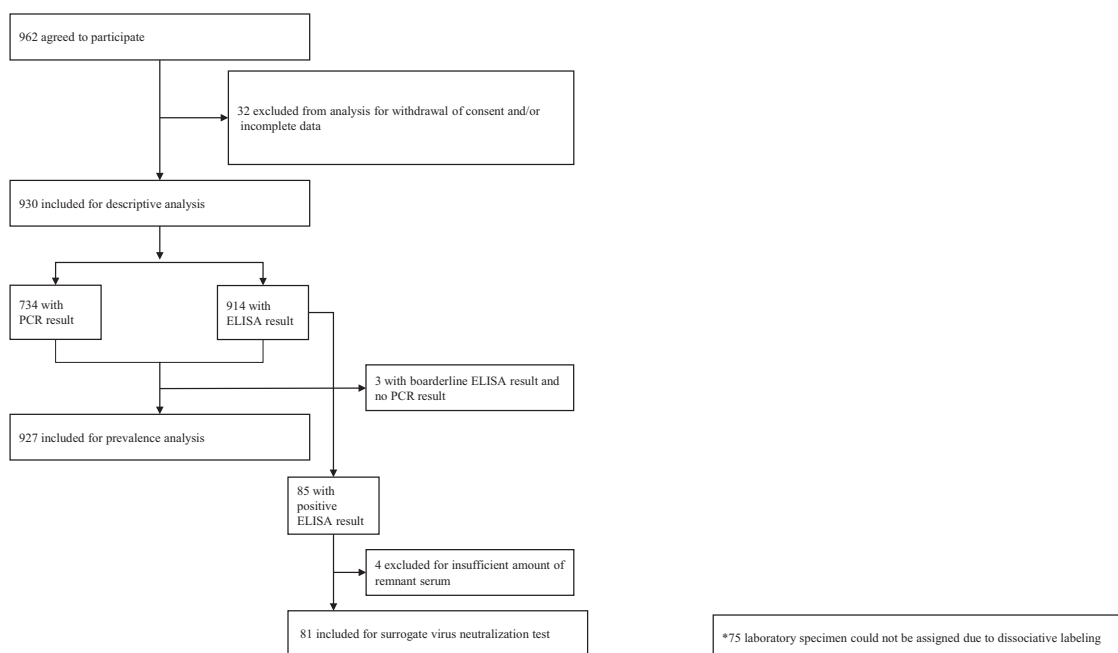 962 agreed to participate
32 excluded from analysis for withdrawal of consent and/or
incomplete data
930 included for descriptive analysis
734 with
PCR result
914 with
ELISA result
3 with boarderline ELISA result and
no PCR result
927 included for prevalence analysis
85 with
positive
ELISA result
4 excluded for insufficient amount of
remnant serum
81 included for surrogate virus neutralization test
*75 laboratory specimen could not be assigned due to dissociative labeling